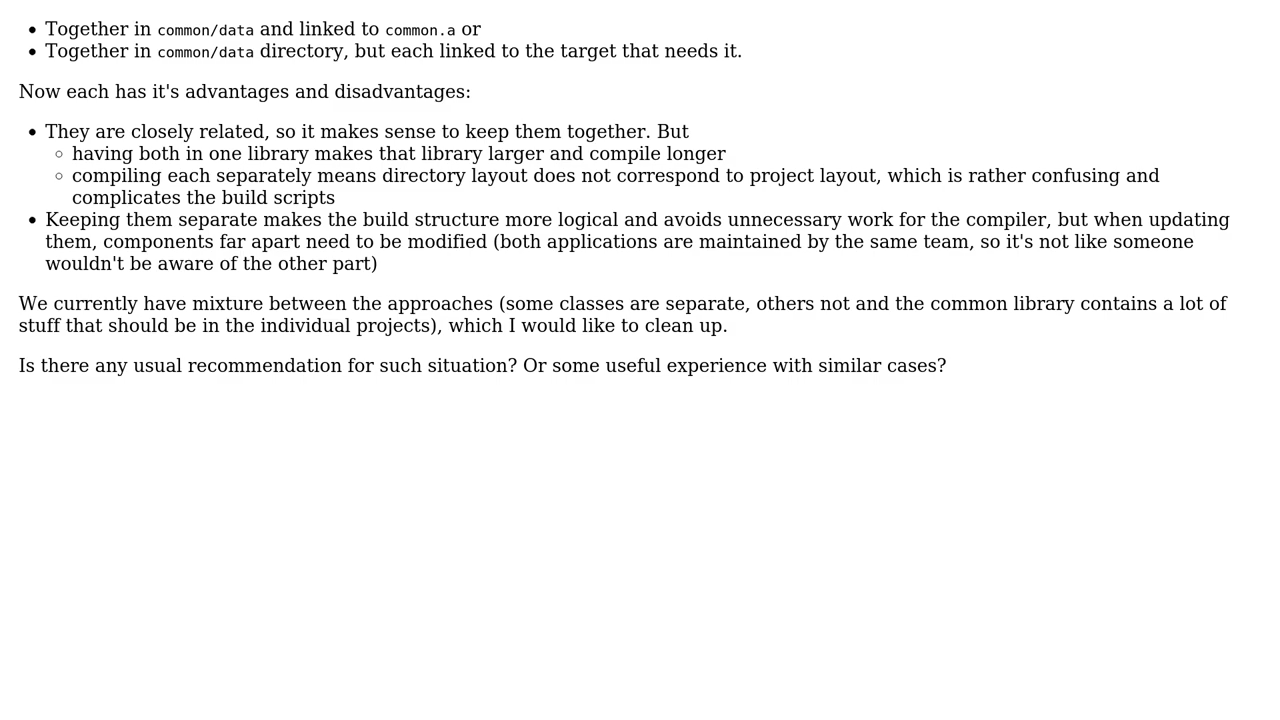 Together in common/data and linked to common.a or
Together in common/data directory, but each linked to the target that needs it.
Now each has it's advantages and disadvantages:
They are closely related, so it makes sense to keep them together. But
having both in one library makes that library larger and compile longer
compiling each separately means directory layout does not correspond to project layout, which is rather confusing and
complicates the build scripts
Keeping them separate makes the build structure more logical and avoids unnecessary work for the compiler, but when updating
them, components far apart need to be modified (both applications are maintained by the same team, so it's not like someone
wouldn't be aware of the other part)
We currently have mixture between the approaches (some classes are separate, others not and the common library contains a lot of
stuff that should be in the individual projects), which I would like to clean up.
Is there any usual recommendation for such situation? Or some useful experience with similar cases?